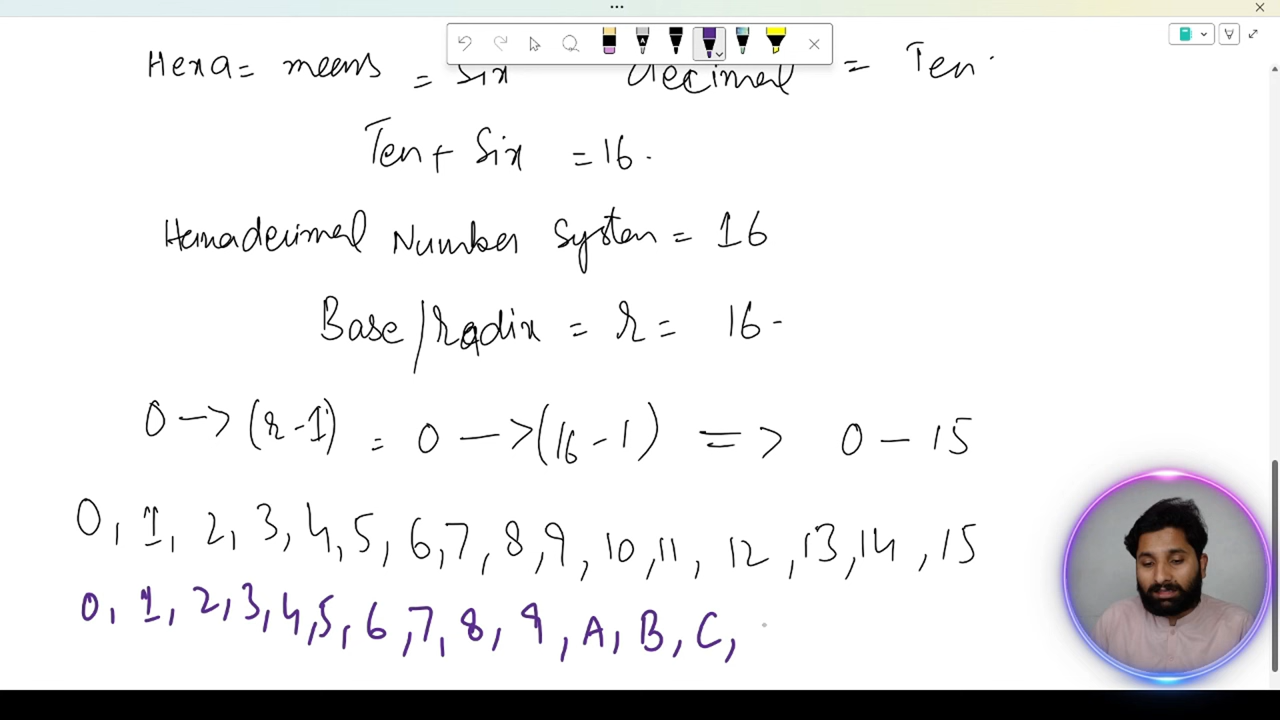 Hexa= means = Six decimal = Ten.
Ten + Six = 16.
Hexadecimal Number System = 16
Base/radix = r = 16-
0 -> (r-1) = 0 -> (16-1) => 0 - 15
0, 1, 2, 3, 4, 5, 6, 7, 8, 9, 10, 11, 12, 13, 14, 15
0, 1, 2, 3, 4, 5, 6, 7, 8, 9, A, B, C,